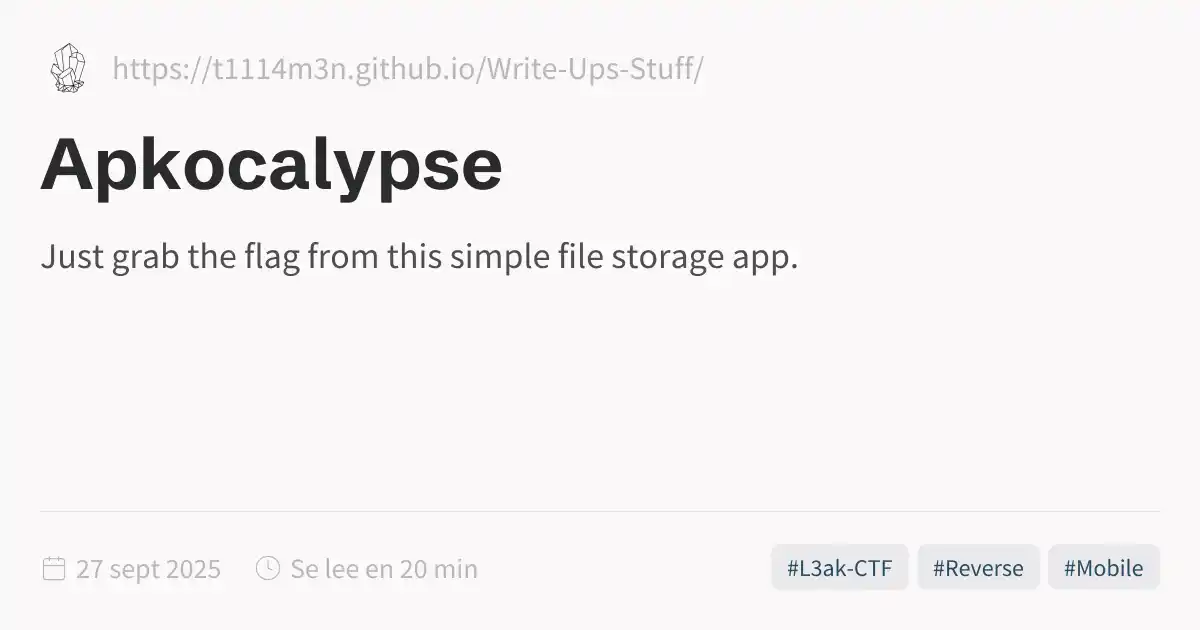 https://t1114m3n.github.io/Write-Ups-Stuff/
Apkocalypse
Just grab the flag from this simple file storage app.
27 sept 2025
Se lee en 20 min
#L3ak-CTF
#Reverse
#Mobile